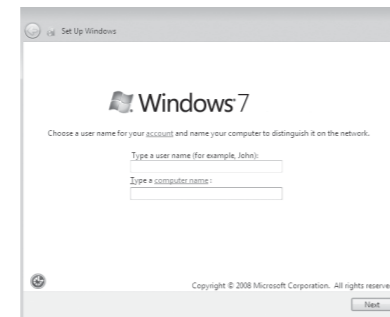 Set Up Windows
Windows 7
Choose a user name for your account and name your computer to distinguish it on the network.
Type a user name (for example, John):
Type a computer name:
Copyright © 2008 Microsoft Corporation. All rights reserve
Next